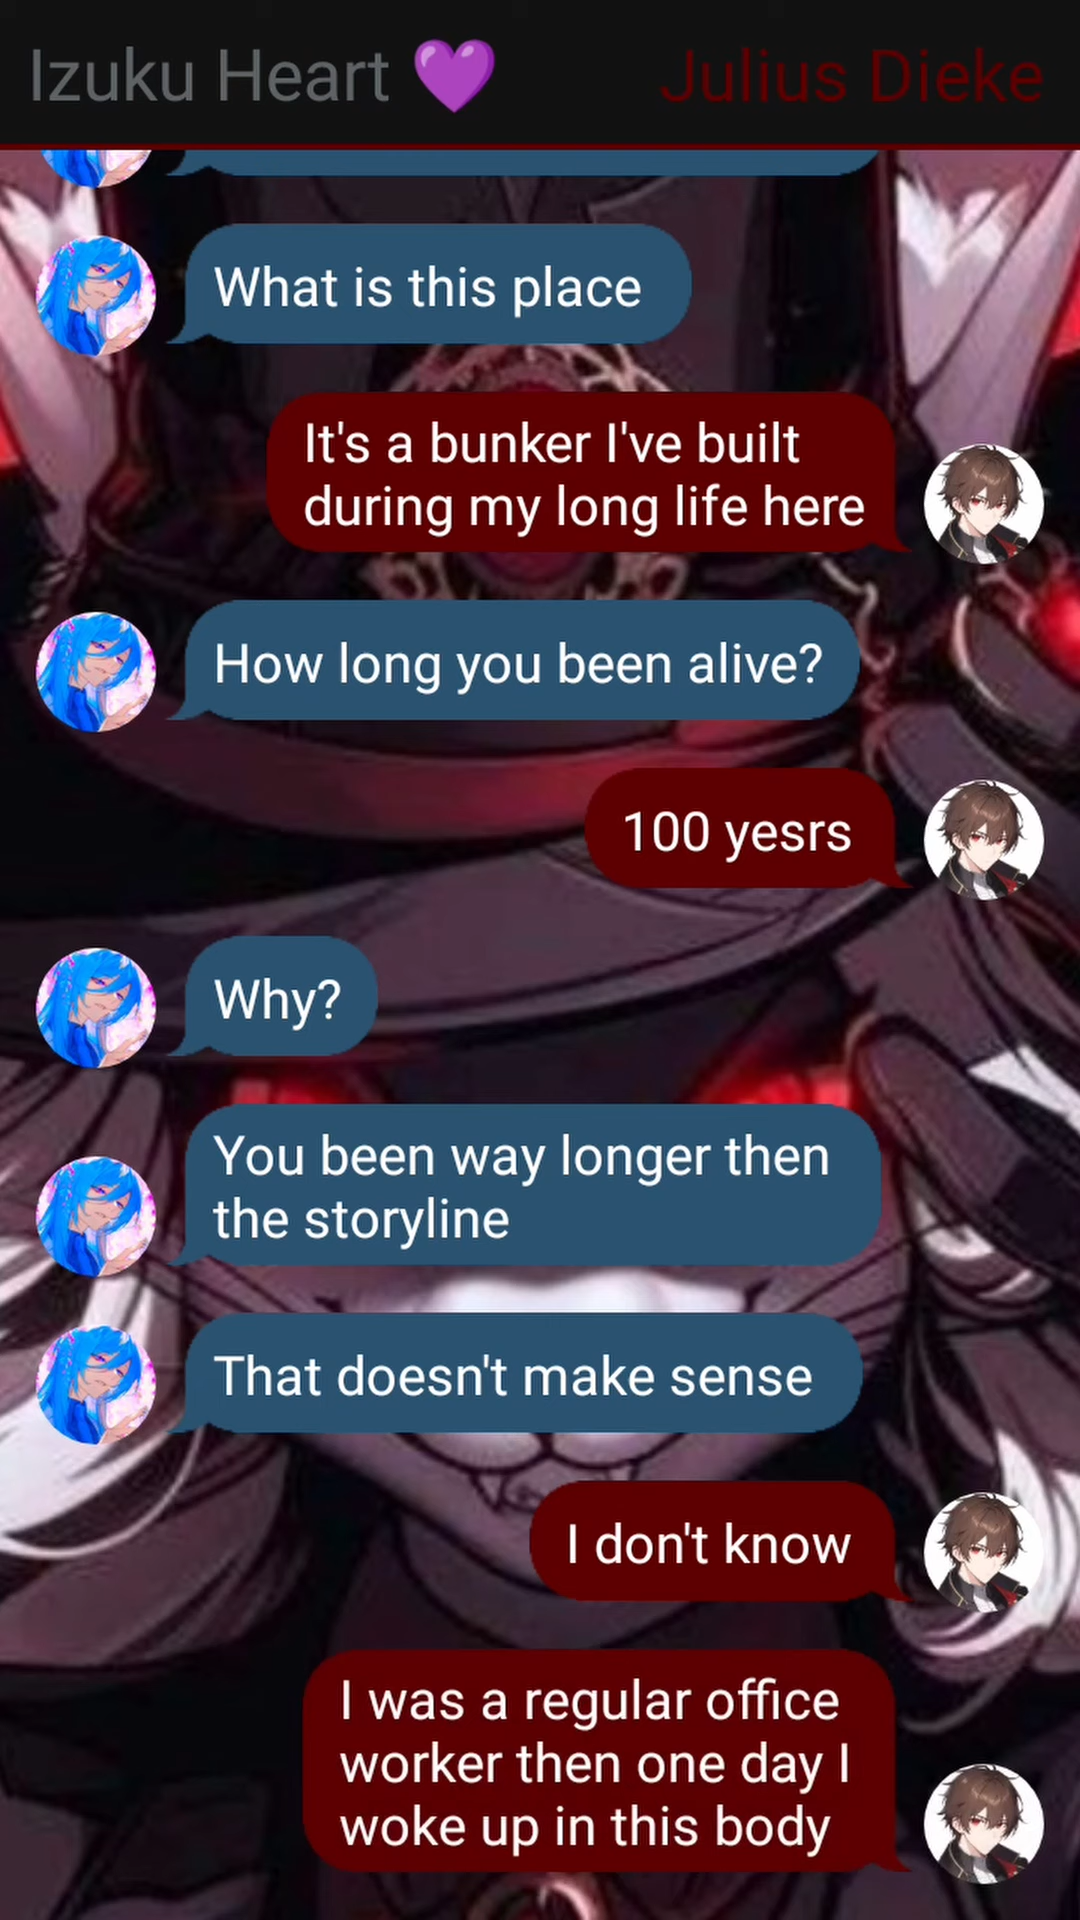 Izuku Heart 💜 Julius Dieke
What is this place
It's a bunker I've built
during my long life here
How long you been alive?
100 yesrs
Why?
You been way longer then
the storyline
That doesn't make sense
I don't know
I was a regular office
worker then one day I
woke up in this body